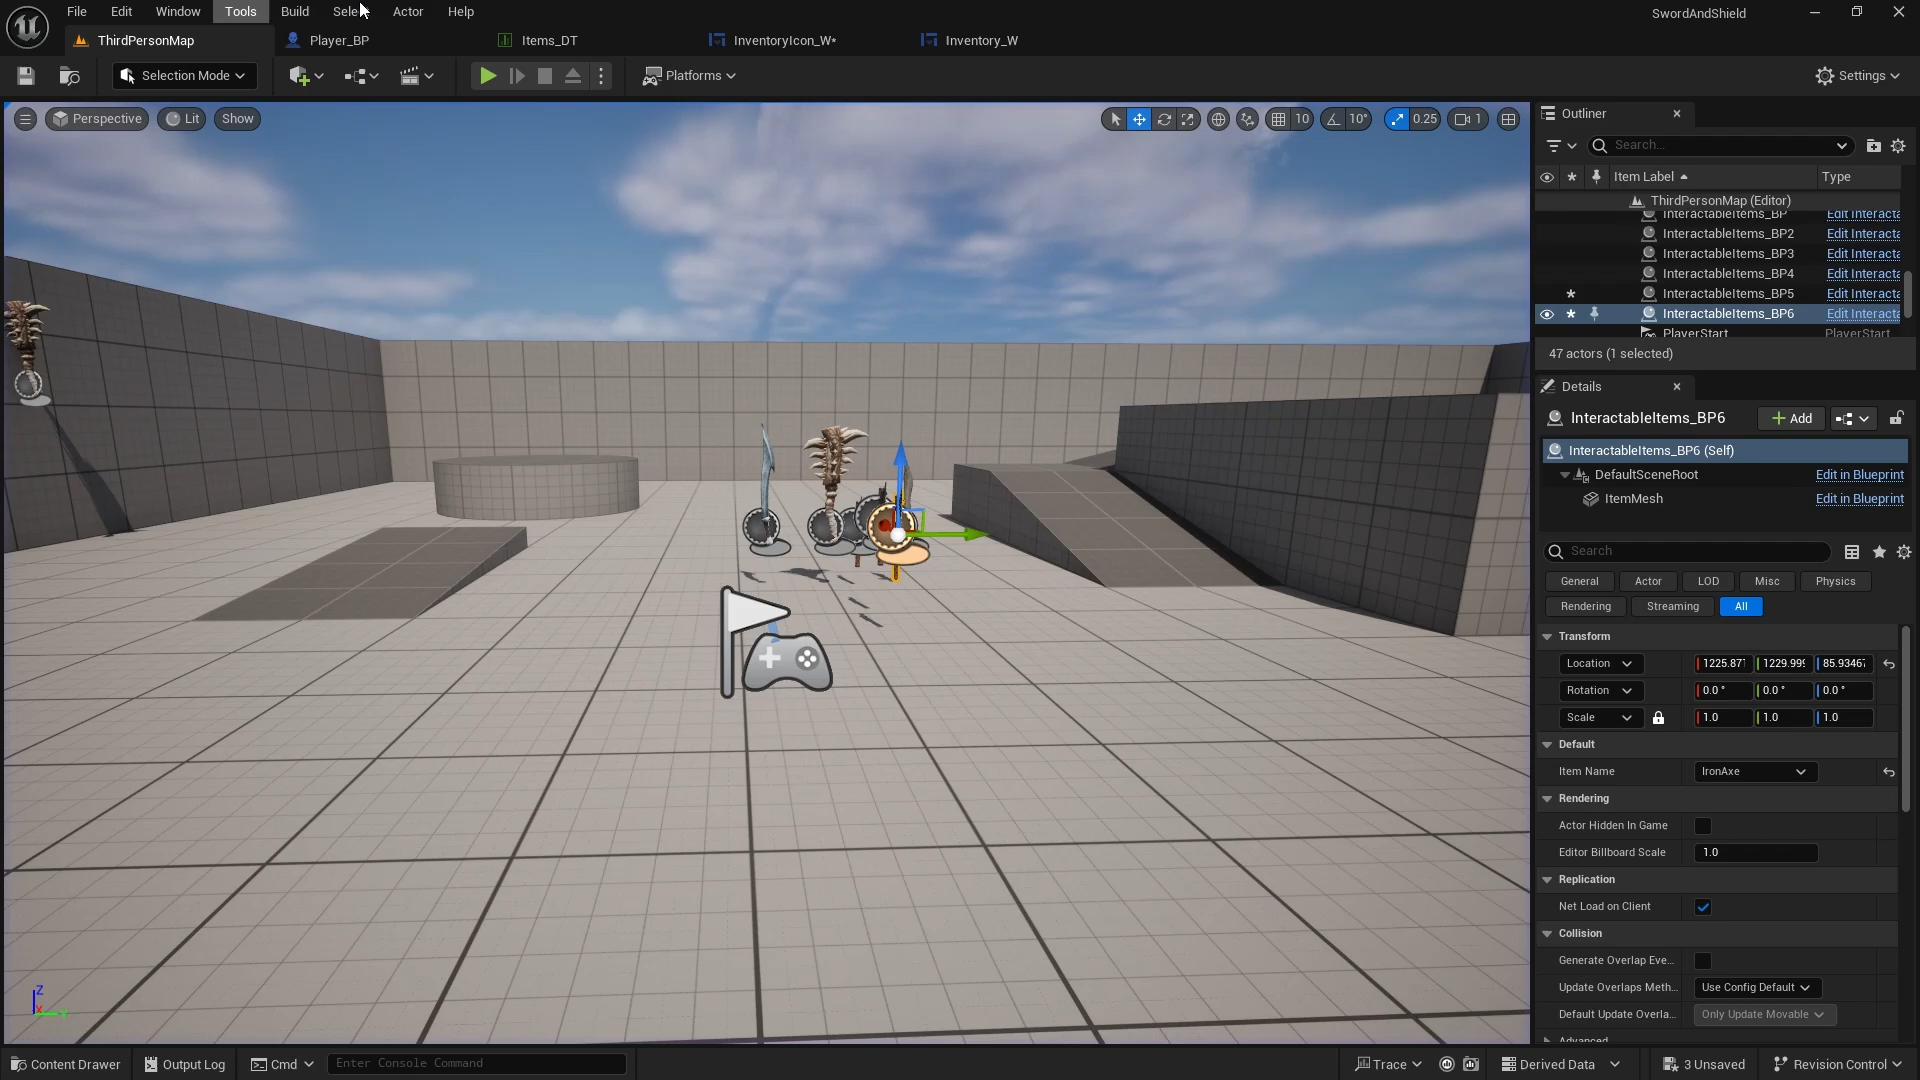 File Edit Window Tools Build Actor Help SwordAndShield
ThirdPersonMap Player_BP Items_DT InventoryIcon_W* Inventory_W
Selection Mode Platforms Settings
Perspective Lit Show 10 10° 0.25 1
Outliner
Search...
Item Label Type
ThirdPersonMap (Editor)
InteractableItems_BP Edit Interacta
InteractableItems_BP2 Edit Interacta
InteractableItems_BP3 Edit Interacta
InteractableItems_BP4 Edit Interacta
InteractableItems_BP5 Edit Interacta
InteractableItems_BP6 Edit Interacta
PlayerStart PlayerStart
47 actors (1 selected)
Details
InteractableItems_BP6 Add
InteractableItems_BP6 (Self)
DefaultSceneRoot Edit in Blueprint
ItemMesh Edit in Blueprint
Search
General Actor LOD Misc Physics
Rendering Streaming All
Transform
Location 1225.871 1229.999 85.93467
Rotation 0.0 ° 0.0 ° 0.0 °
Scale 1.0 1.0 1.0
Default
Item Name IronAxe
Rendering
Actor Hidden In Game
Editor Billboard Scale 1.0
Replication
Net Load on Client
Collision
Generate Overlap Eve...
Update Overlaps Meth... Use Config Default
Default Update Overla... Only Update Movable
Advanced
Z
X
Y
Content Drawer Output Log Cmd Enter Console Command Trace Derived Data 3 Unsaved Revision Control